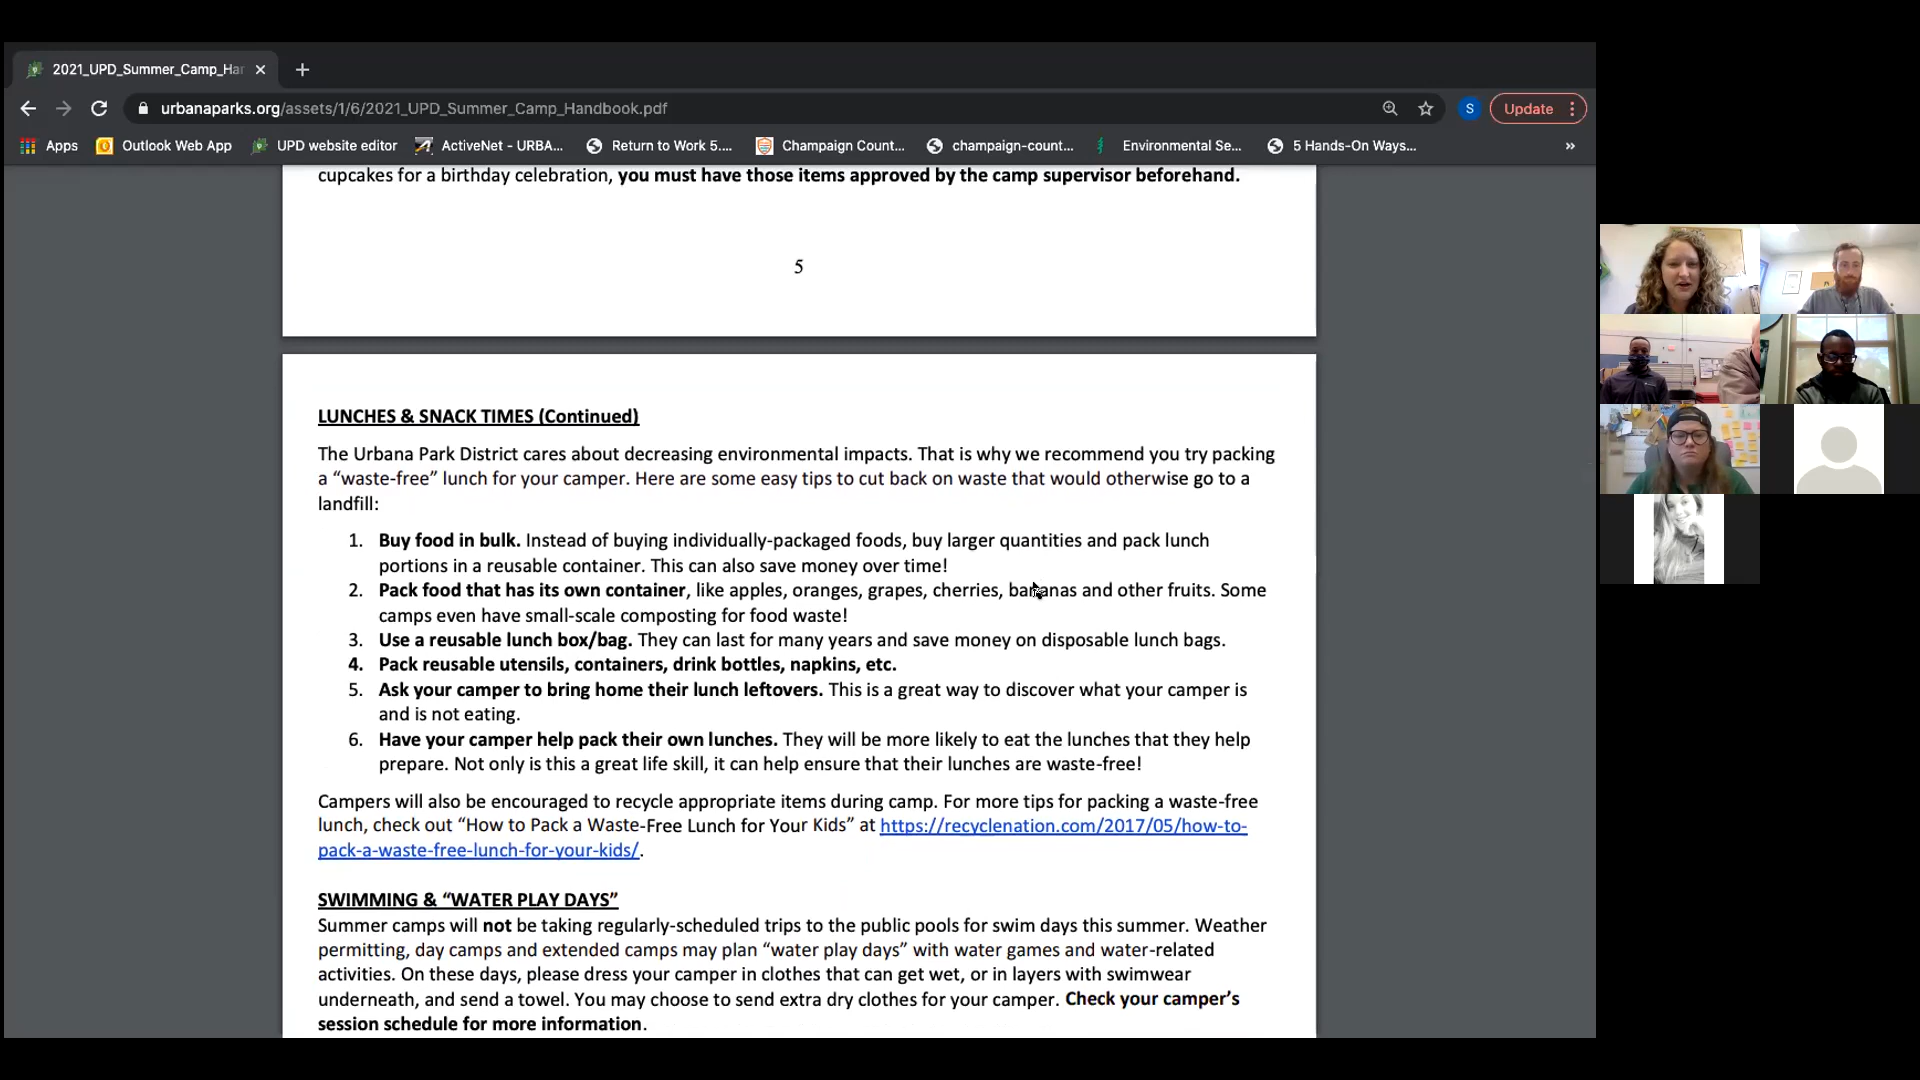 2021_UPD_Summer_Camp_Har
urbanaparks.org/assets/1/6/2021_UPD_Summer_Camp_Handbook.pdf
S
Update
Apps
Outlook Web App
UPD website editor
ActiveNet - URBA...
Return to Work 5....
Champaign Count...
champaign-count...
Environmental Se...
5 Hands-On Ways...
»
cupcakes for a birthday celebration, you must have those items approved by the camp supervisor beforehand.
5
LUNCHES & SNACK TIMES (Continued)
The Urbana Park District cares about decreasing environmental impacts. That is why we recommend you try packing
a “waste-free” lunch for your camper. Here are some easy tips to cut back on waste that would otherwise go to a
landfill:
1. Buy food in bulk. Instead of buying individually-packaged foods, buy larger quantities and pack lunch
portions in a reusable container. This can also save money over time!
2. Pack food that has its own container, like apples, oranges, grapes, cherries, bananas and other fruits. Some
camps even have small-scale composting for food waste!
3. Use a reusable lunch box/bag. They can last for many years and save money on disposable lunch bags.
4. Pack reusable utensils, containers, drink bottles, napkins, etc.
5. Ask your camper to bring home their lunch leftovers. This is a great way to discover what your camper is
and is not eating.
6. Have your camper help pack their own lunches. They will be more likely to eat the lunches that they help
prepare. Not only is this a great life skill, it can help ensure that their lunches are waste-free!
Campers will also be encouraged to recycle appropriate items during camp. For more tips for packing a waste-free
lunch, check out “How to Pack a Waste-Free Lunch for Your Kids” at https://recyclenation.com/2017/05/how-to-
pack-a-waste-free-lunch-for-your-kids/.
SWIMMING & “WATER PLAY DAYS”
Summer camps will not be taking regularly-scheduled trips to the public pools for swim days this summer. Weather
permitting, day camps and extended camps may plan “water play days” with water games and water-related
activities. On these days, please dress your camper in clothes that can get wet, or in layers with swimwear
underneath, and send a towel. You may choose to send extra dry clothes for your camper. Check your camper’s
session schedule for more information.